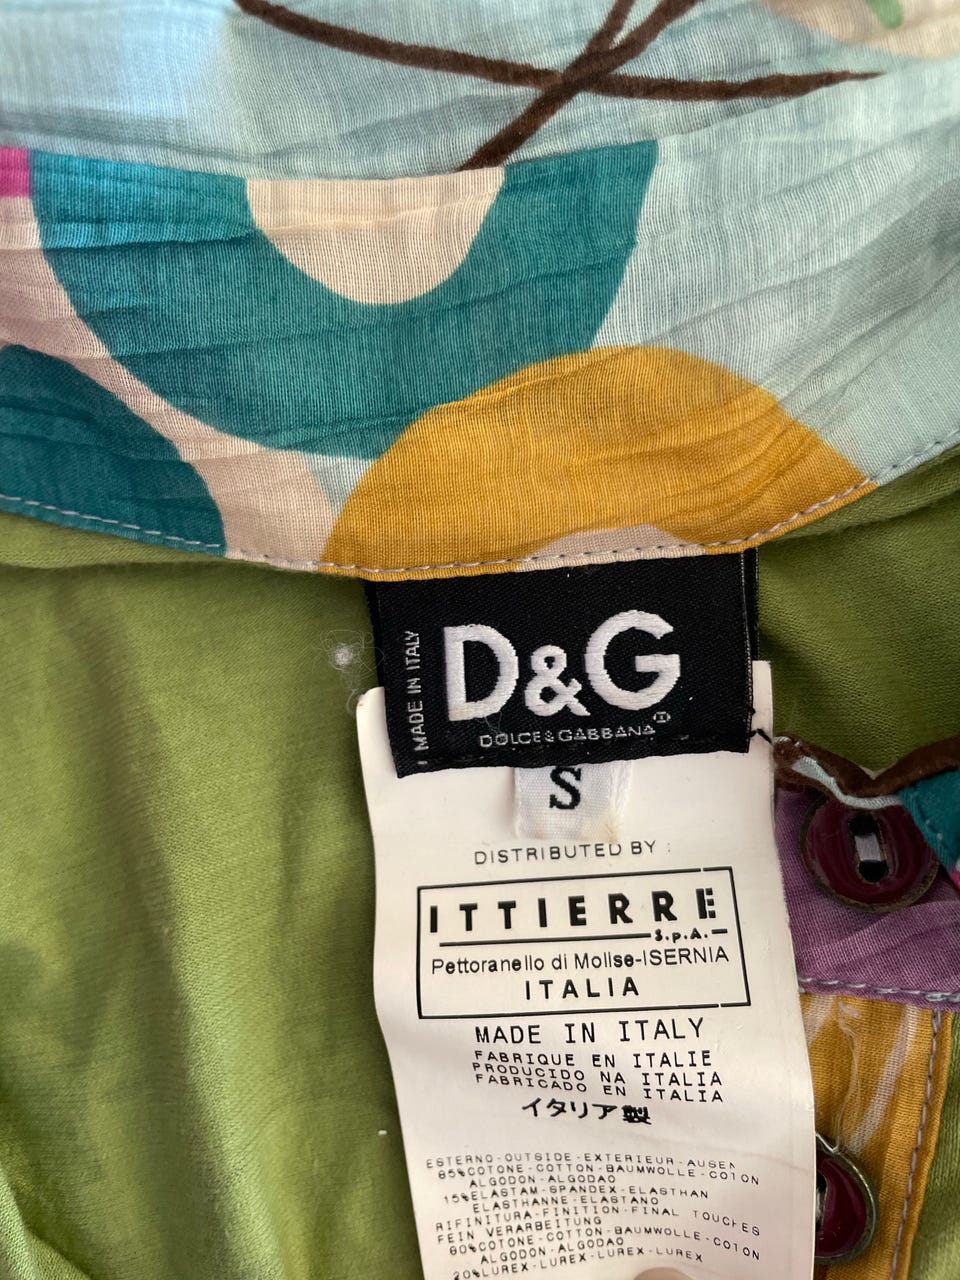 MADE IN ITALY
D&G
DOLCE & GABBANA
S
DISTRIBUTED BY :
ITTIERRE
S.p.A.
Pettoranello di Molise-ISERNIA
ITALIA
MADE IN ITALY
FABRIQUE EN ITALIE
PRODUCIDO NA ITALIA
FABRICADO EN ITALIA
イタリア製
ESTERNO-OUTSIDE-EXTERIEUR-AUSEN
85%COTONE-COTTON-BAUMWOLLE-COTON
ALGODON-ALGODAO
15%ELASTAM-SPANDEX-ELASTHAN
ELASTHANNE-ELASTANO
RIFINITURA-FINITION-FINAL TOUCHES
FEIN VERARBEITUNG
80%COTONE-COTTON-BAUMWOLLE-COTON
ALGODON-ALGODAO
20%LUREX-LUREX-LUREX